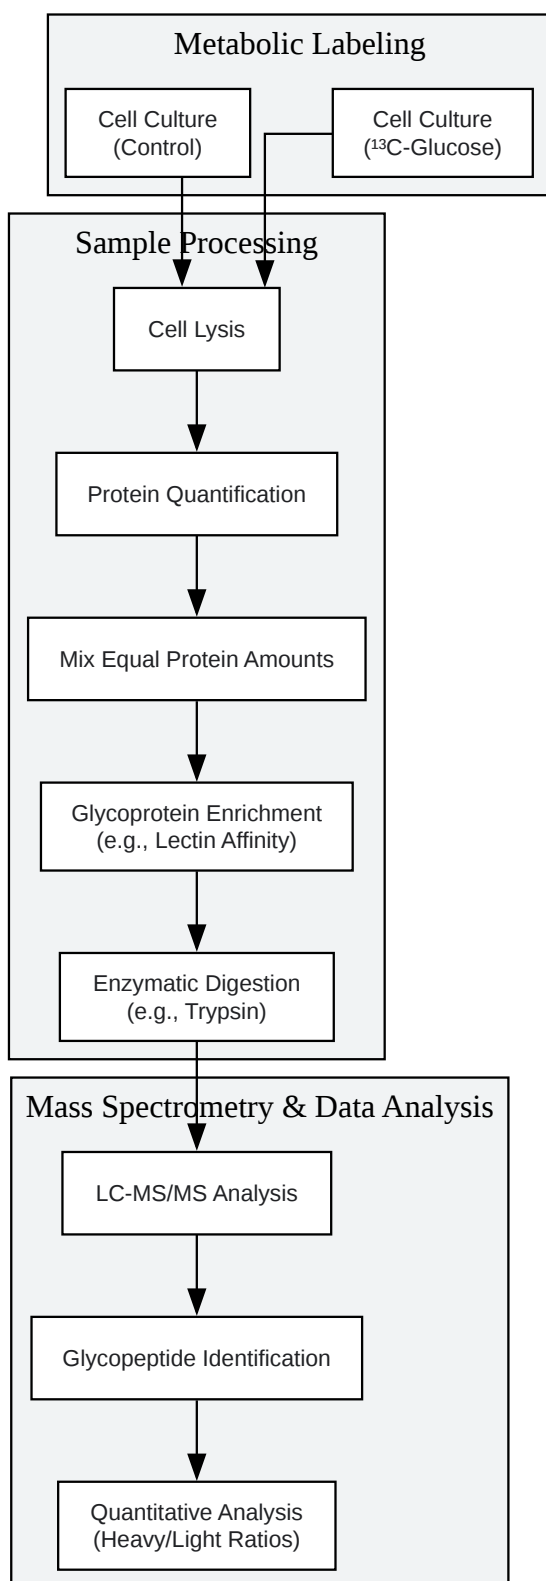 Metabolic Labeling
Cell Culture
(Control)
Cell Culture
(¹³C-Glucose)
Sample Processing
Cell Lysis
Protein Quantification
Mix Equal Protein Amounts
Glycoprotein Enrichment
(e.g., Lectin Affinity)
Enzymatic Digestion
(e.g., Trypsin)
Mass Spectrometry & Data Analysis
LC-MS/MS Analysis
Glycopeptide Identification
Quantitative Analysis
(Heavy/Light Ratios)